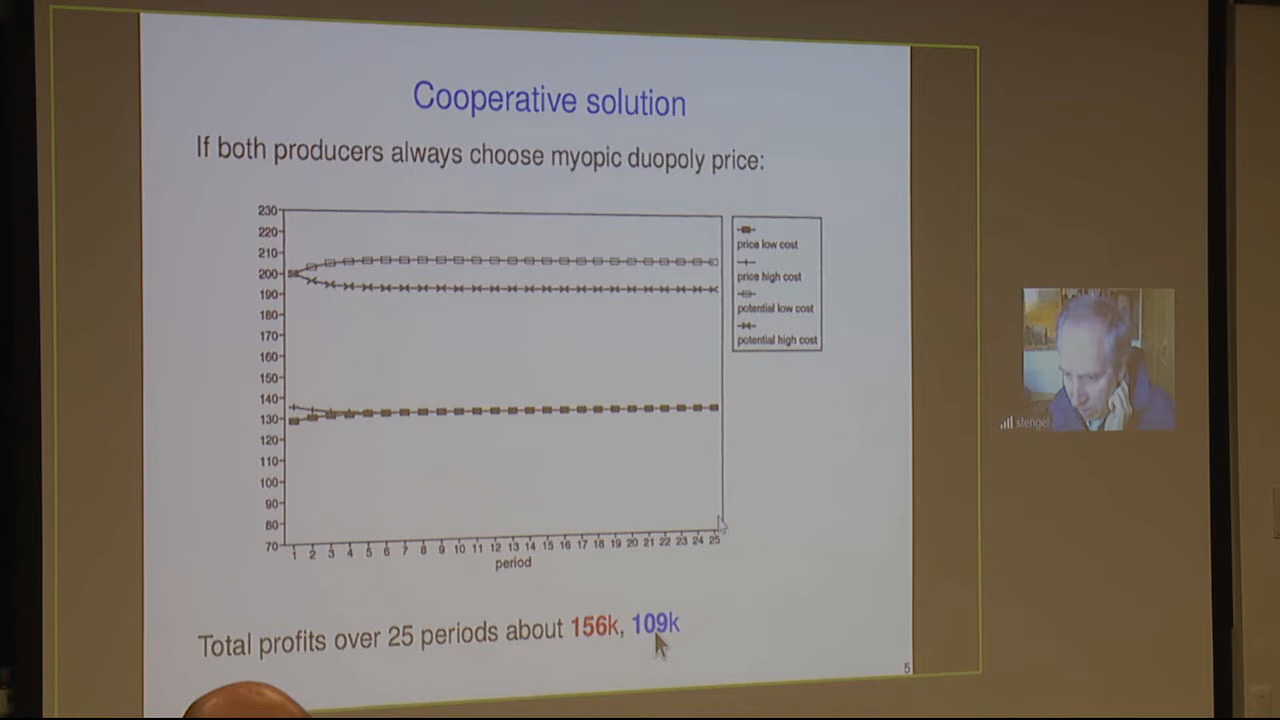 Cooperative solution
If both producers always choose myopic duopoly price:
230
220
210
200
190
180
170
160
150
140
130
120
110
100
90
80
70
1 2 3 4 5 6 7 8 9 10 11 12 13 14 15 16 17 18 19 20 21 22 23 24 25
period
price low cost
price high cost
potential low cost
potential high cost
stengel
Total profits over 25 periods about 156k, 109k
5